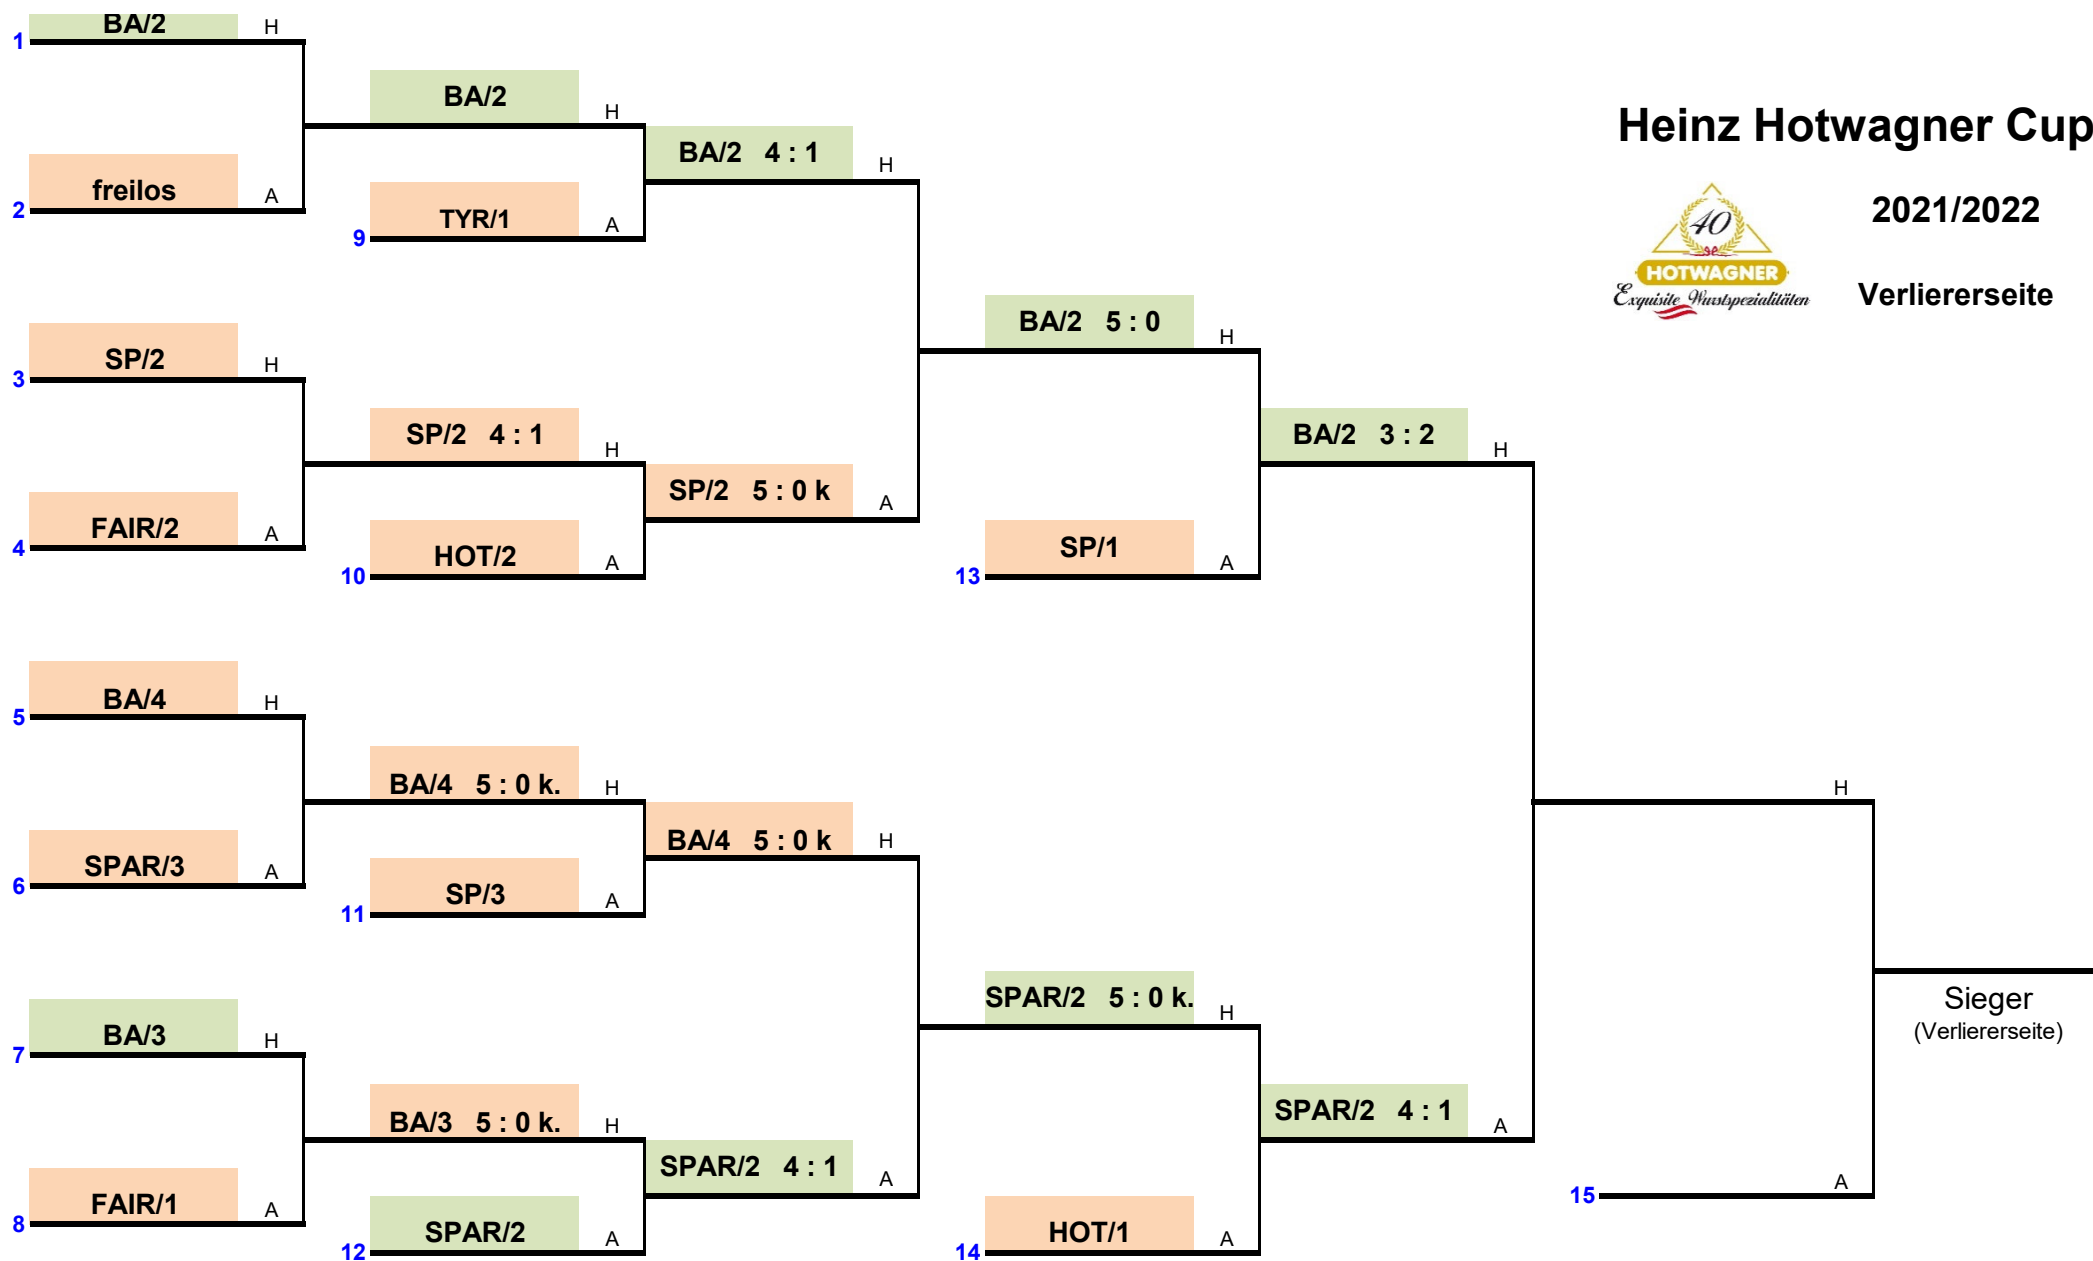 BA/2 H
1
BA/2
H
Heinz Hotwagner Cup
BA/2 4 : 1
H
freilos
A
2
TYR/1
A
9
40
2021/2022
HOTWAGNER
Exquisite Wurstspezialitäten
Verliererseite
BA/2 5 : 0
H
SP/2
H
3
SP/2 4 : 1
H
BA/2 3 : 2
H
SP/2 5 : 0 k
A
FAIR/2
A
4
HOT/2
A
10
SP/1
A
13
BA/4
H
5
BA/4 5 : 0 k.
H
H
BA/4 5 : 0 k
H
SPAR/3
A
6
SP/3
A
11
SPAR/2 5 : 0 k.
H
Sieger
(Verliererseite)
BA/3
H
7
BA/3 5 : 0 k.
H
SPAR/2 4 : 1
A
SPAR/2 4 : 1
A
A
15
FAIR/1
A
8
SPAR/2
A
12
HOT/1
A
14